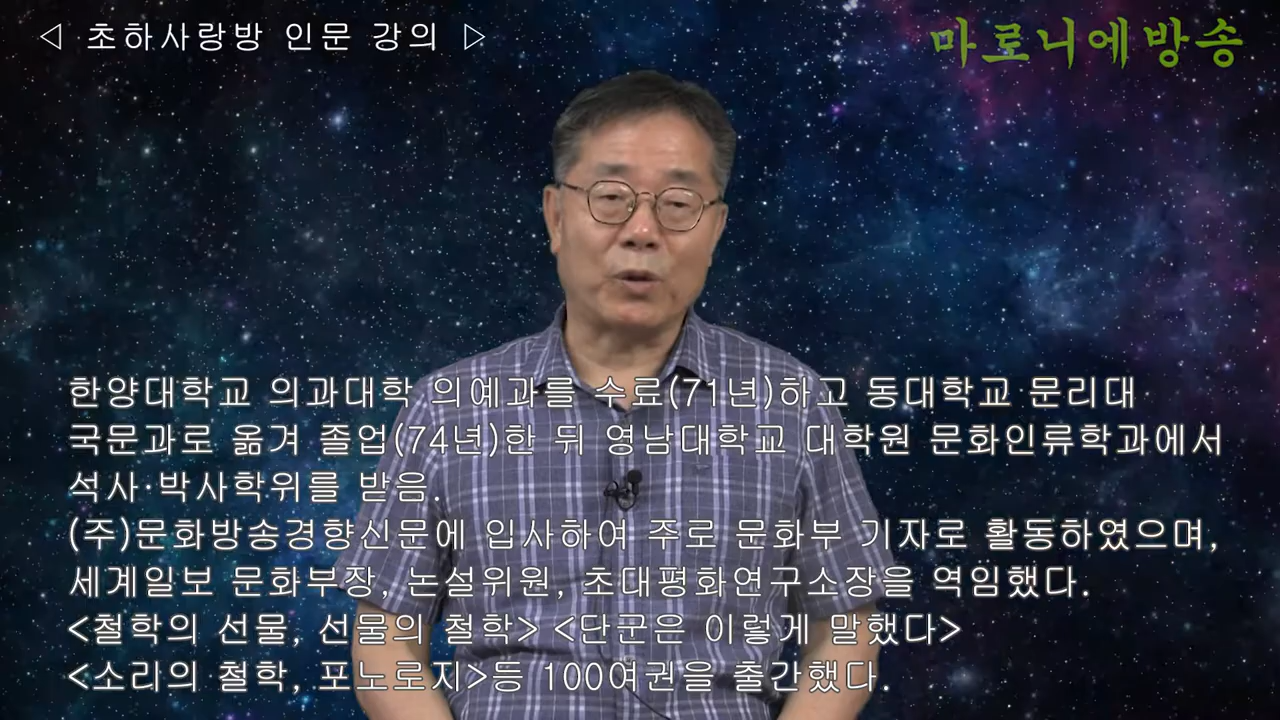 ◁ 초하사랑방 인문 강의 ▷
마로니에방송
한양대학교 의과대학 의예과를 수료(71년)하고 동대학교 문리대
국문과로 옮겨 졸업(74년)한 뒤 영남대학교 대학원 문화인류학과에서
석사·박사학위를 받음.
(주)문화방송경향신문에 입사하여 주로 문화부 기자로 활동하였으며,
세계일보 문화부장, 논설위원, 초대평화연구소장을 역임했다.
<철학의 선물, 선물의 철학> <단군은 이렇게 말했다>
<소리의 철학, 포노로지>등 100여권을 출간했다.